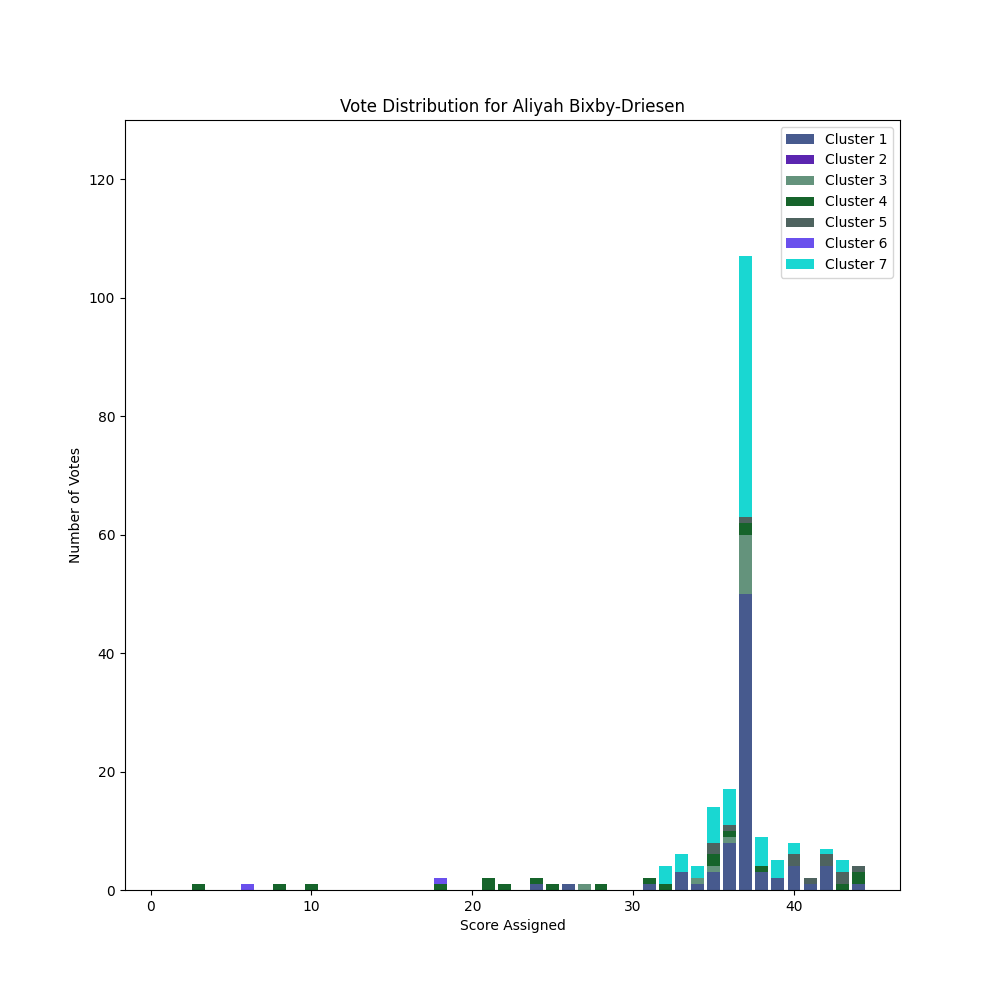 Vote Distribution for Aliyah Bixby-Driesen
Cluster 1
Cluster 2
Cluster 3
Cluster 4
Cluster 5
Cluster 6
Cluster 7
120
100
80
60
40
20
0
Number of Votes
0 10 20 30 40
Score Assigned